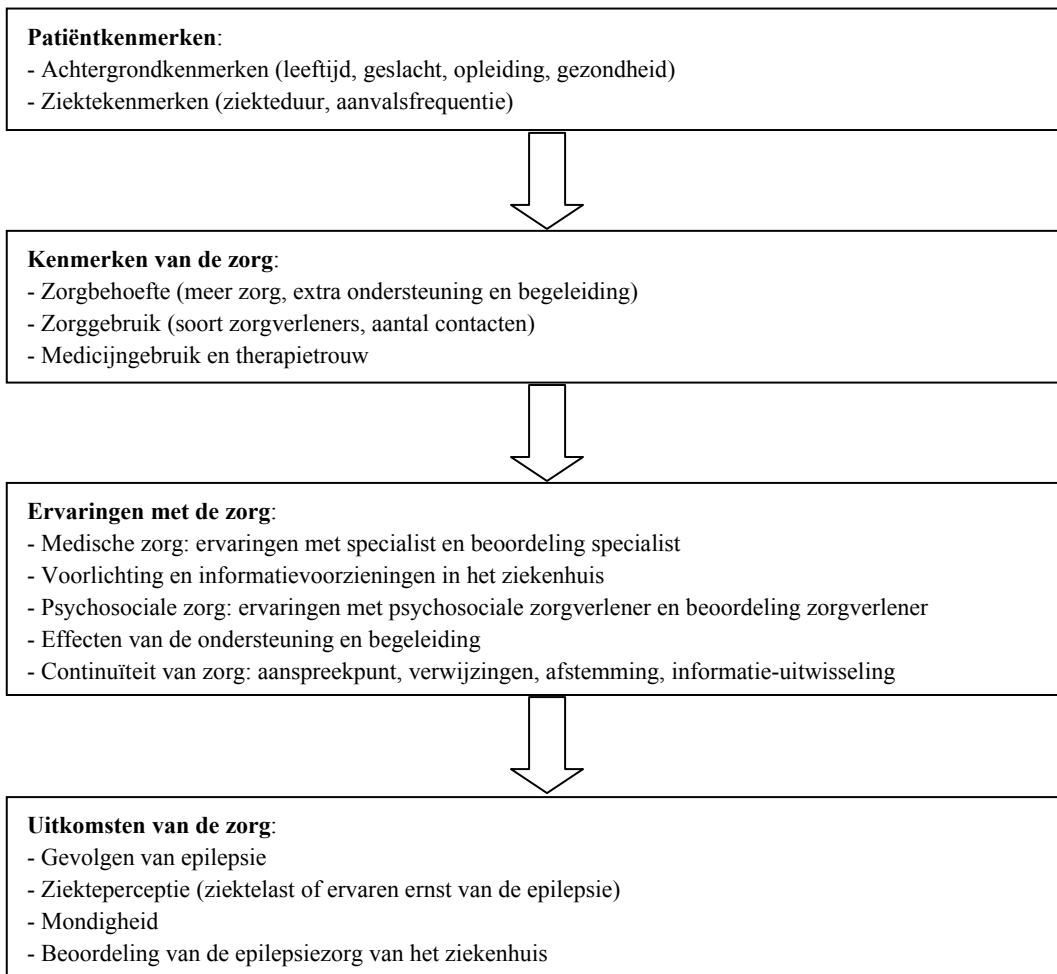 Patiëntkenmerken:
- Achtergrondkenmerken (leeftijd, geslacht, opleiding, gezondheid)
- Ziektekenmerken (ziekteduur, aanvalsfrequentie)
Kenmerken van de zorg:
- Zorgbehoefte (meer zorg, extra ondersteuning en begeleiding)
- Zorggebruik (soort zorgverleners, aantal contacten)
- Medicijngebruik en therapietrouw
Ervaringen met de zorg:
- Medische zorg: ervaringen met specialist en beoordeling specialist
- Voorlichting en informatievoorzieningen in het ziekenhuis
- Psychosociale zorg: ervaringen met psychosociale zorgverlener en beoordeling zorgverlener
- Effecten van de ondersteuning en begeleiding
- Continuïteit van zorg: aanspreekpunt, verwijzingen, afstemming, informatie-uitwisseling
Uitkomsten van de zorg:
- Gevolgen van epilepsie
- Ziekteperceptie (ziektelast of ervaren ernst van de epilepsie)
- Mondigheid
- Beoordeling van de epilepsiezorg van het ziekenhuis